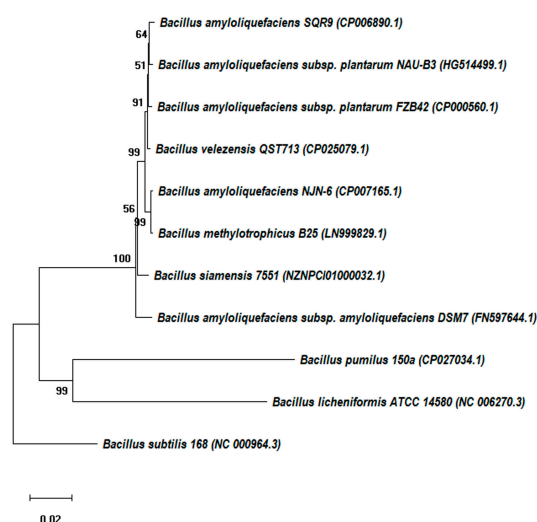 Bacillus amyloliquefaciens SQR9 (CP006890.1)
64
Bacillus amyloliquefaciens subsp. plantarum NAU-B3 (HG514499.1)
51
Bacillus amyloliquefaciens subsp. plantarum FZB42 (CP000560.1)
91
Bacillus velezensis QST713 (CP025079.1)
99
Bacillus amyloliquefaciens NJN-6 (CP007165.1)
56
99
Bacillus methylotrophicus B25 (LN999829.1)
100
Bacillus siamensis 7551 (NZNPCI01000032.1)
Bacillus amyloliquefaciens subsp. amyloliquefaciens DSM7 (FN597644.1)
Bacillus pumilus 150a (CP027034.1)
99
Bacillus licheniformis ATCC 14580 (NC 006270.3)
Bacillus subtilis 168 (NC 000964.3)
0.02